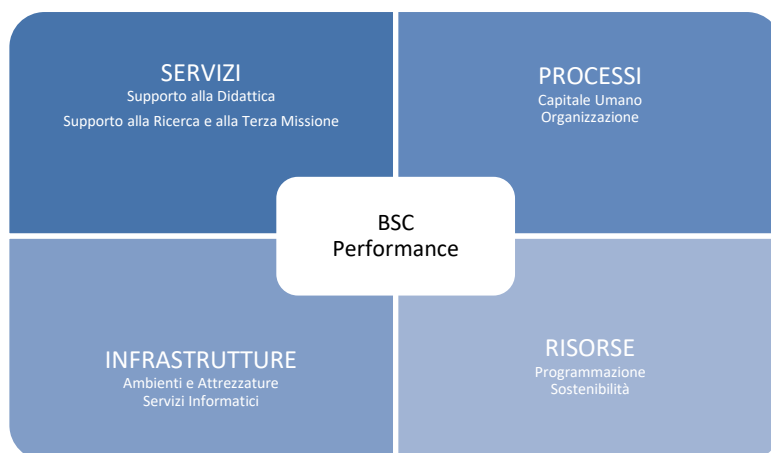 SERVIZI
Supporto alla Didattica
Supporto alla Ricerca e alla Terza Missione
PROCESSI
Capitale Umano
Organizzazione
BSC
Performance
INFRASTRUTTURE
Ambienti e Attrezzature
Servizi Informatici
RISORSE
Programmazione
Sostenibilità